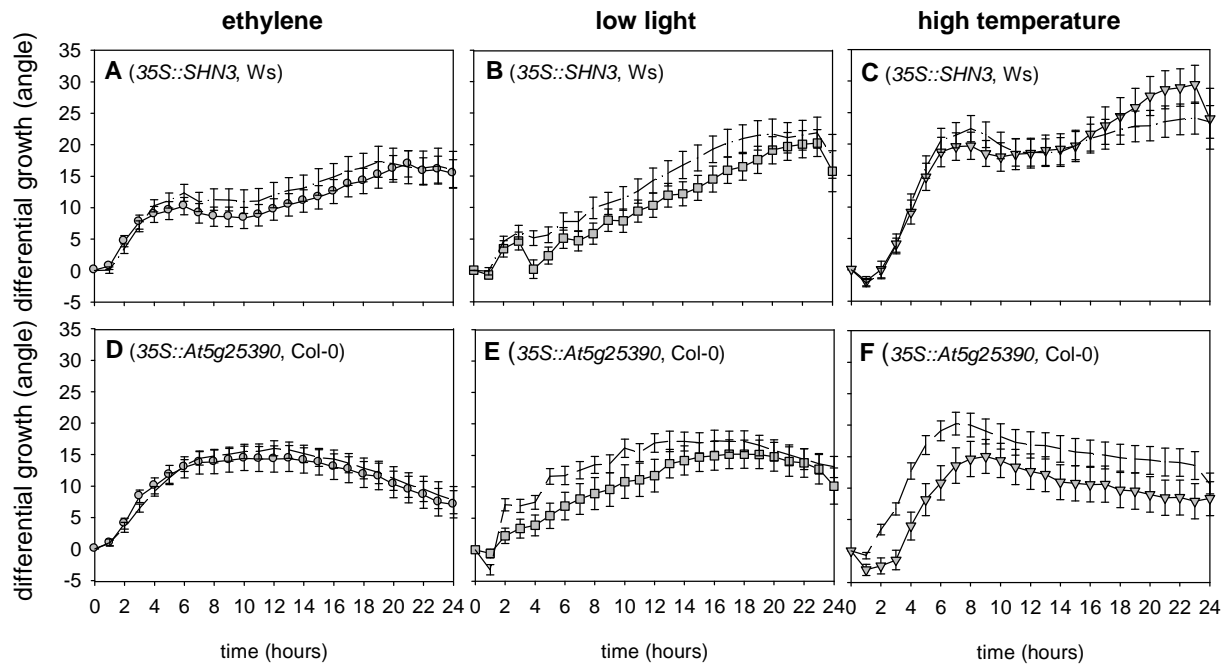 ethylene low light high temperature
differential growth (angle)
35
30
25
20
15
10
5
0
-5
A (35S::SHN3, Ws)
B (35S::SHN3, Ws)
C (35S::SHN3, Ws)
differential growth (angle)
35
30
25
20
15
10
5
0
-5
D (35S::At5g25390, Col-0)
E (35S::At5g25390, Col-0)
F (35S::At5g25390, Col-0)
0 2 4 6 8 10 12 14 16 18 20 22 24
0 2 4 6 8 10 12 14 16 18 20 22 24
0 2 4 6 8 10 12 14 16 18 20 22 24
time (hours) time (hours) time (hours)